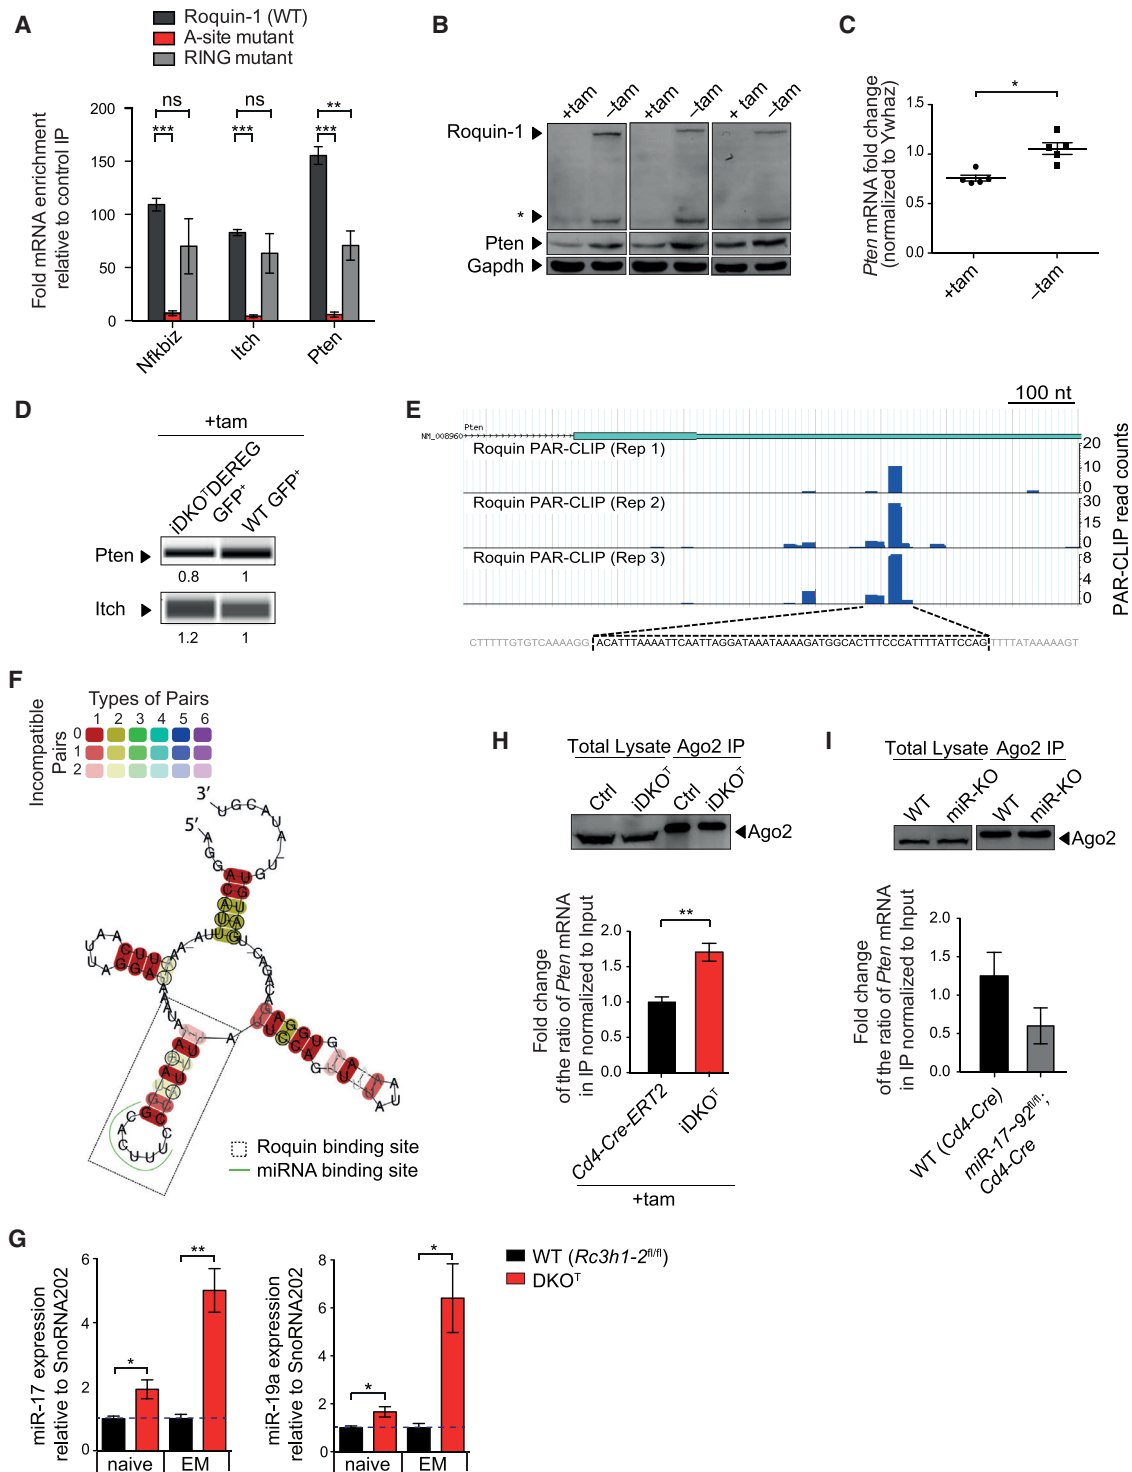 A
Roquin-1 (WT)
A-site mutant
RING mutant
Fold mRNA enrichment
relative to control IP
200
150
100
50
0
ns
***
ns
***
**
***
Nfkbiz
Itch
Pten
B
+tam
–tam
+tam
–tam
+ tam
–tam
Roquin-1
*
Pten
Gapdh
C
Pten mRNA fold change
(normalized to Ywhaz)
1.5
1.0
0.5
0.0
*
+tam
–tam
D
+tam
iDKOᵀDEREG
GFP⁺
WT GFP⁺
Pten
0.8
1
Itch
1.2
1
E
100 nt
Pten
NM_008960
Roquin PAR-CLIP (Rep 1)
20
10
0
Roquin PAR-CLIP (Rep 2)
30
15
0
Roquin PAR-CLIP (Rep 3)
8
4
0
PAR-CLIP read counts
CTTTTTGTGTCAAAAGG ACATTTAAAATTCAATTAGGATAAATAAAAGATGGCACTTTCCCATTTTATTCCAG TTTTATAAAAAGT
F
Types of Pairs
1 2 3 4 5 6
Incompatible
Pairs
0
1
2
3'
5'
Roquin binding site
miRNA binding site
G
miR-17 expression
relative to SnoRNA202
6
4
2
0
*
**
naive
EM
miR-19a expression
relative to SnoRNA202
8
6
4
2
0
*
*
naive
EM
WT (Rc3h1-2ᶠˡ/ᶠˡ)
DKOᵀ
H
Total Lysate
Ago2 IP
Ctrl
iDKOᵀ
Ctrl
iDKOᵀ
Ago2
Fold change
of the ratio of Pten mRNA
in IP normalized to Input
2.0
1.5
1.0
0.5
0.0
**
Cd4-Cre-ERT2
iDKOᵀ
+tam
I
Total Lysate
Ago2 IP
WT
miR-KO
WT
miR-KO
Ago2
Fold change
of the ratio of Pten mRNA
in IP normalized to Input
2.0
1.5
1.0
0.5
0.0
WT (Cd4-Cre)
miR-17~92ᶠˡ/ᶠˡ;
Cd4-Cre